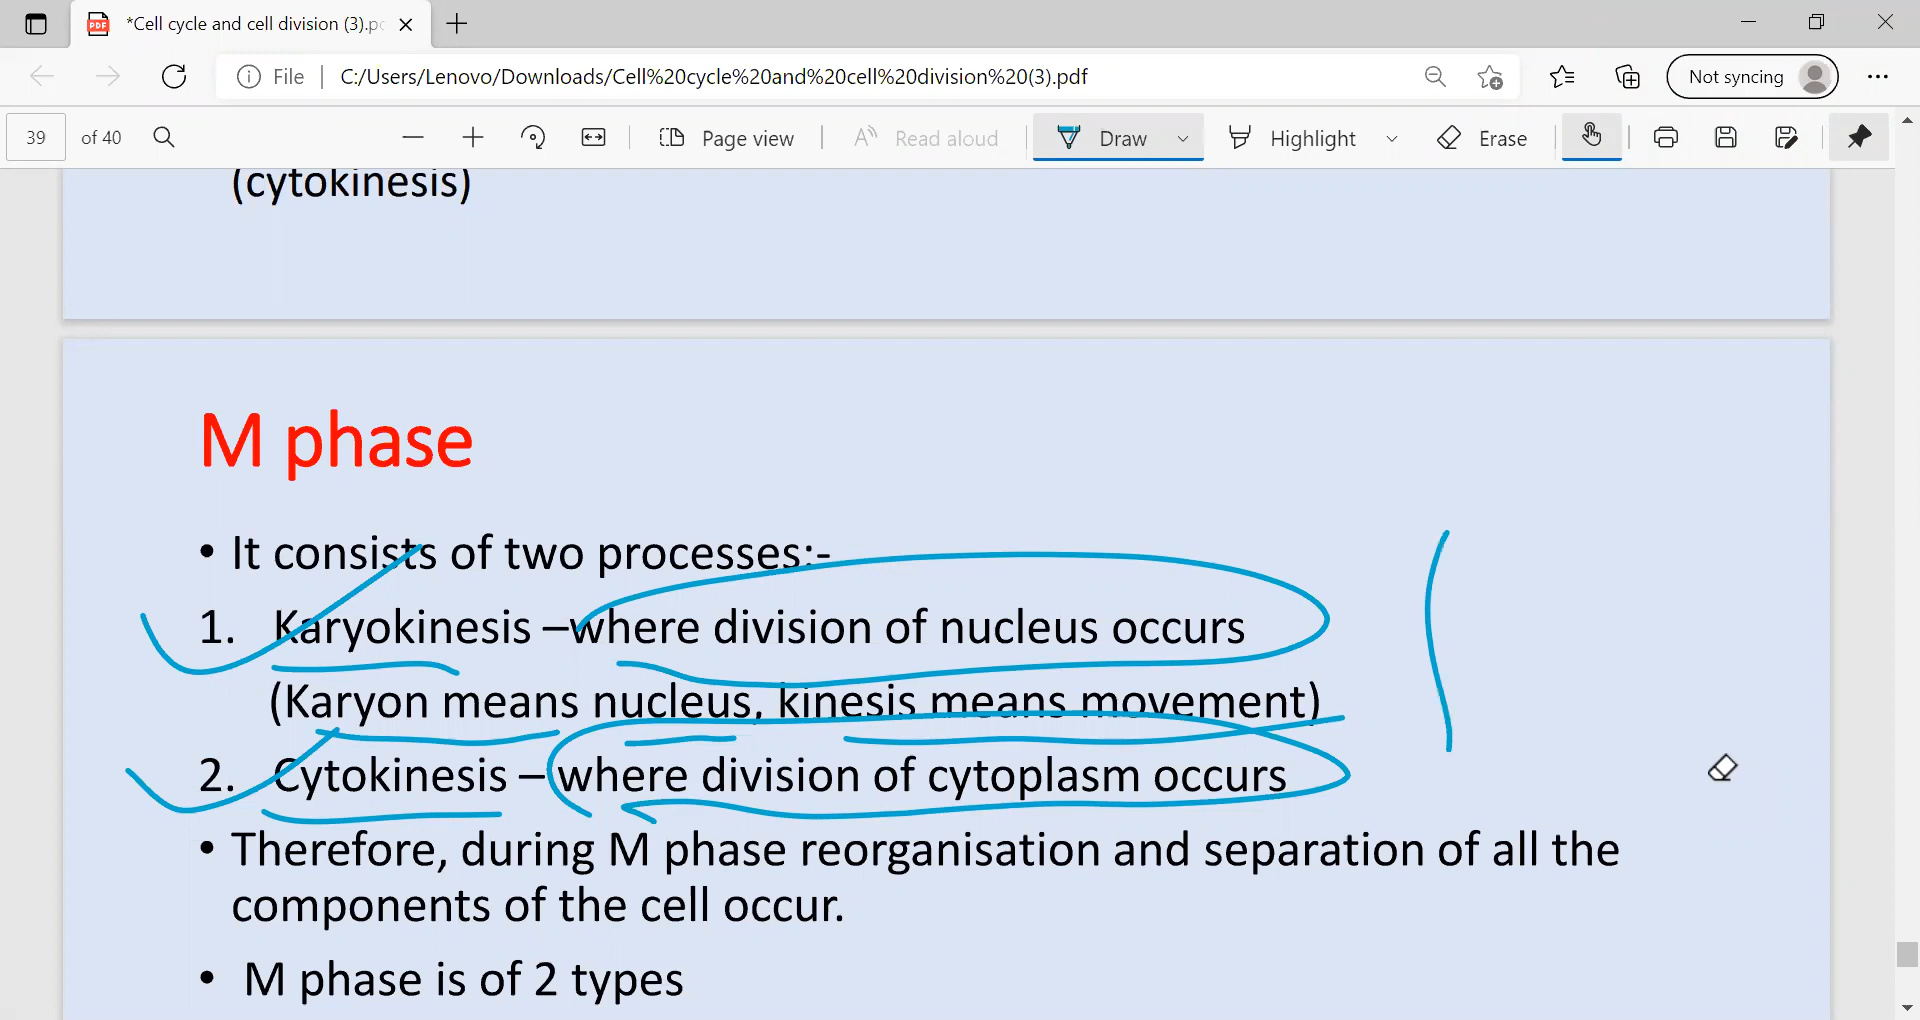 *Cell cycle and cell division (3).p
File
C:/Users/Lenovo/Downloads/Cell%20cycle%20and%20cell%20division%20(3).pdf
Not syncing
39 of 40
Page view
Read aloud
Draw
Highlight
Erase
(cytokinesis)
M phase
• It consists of two processes:-
1. Karyokinesis –where division of nucleus occurs
(Karyon means nucleus, kinesis means movement)
2. Cytokinesis – where division of cytoplasm occurs
• Therefore, during M phase reorganisation and separation of all the
components of the cell occur.
• M phase is of 2 types